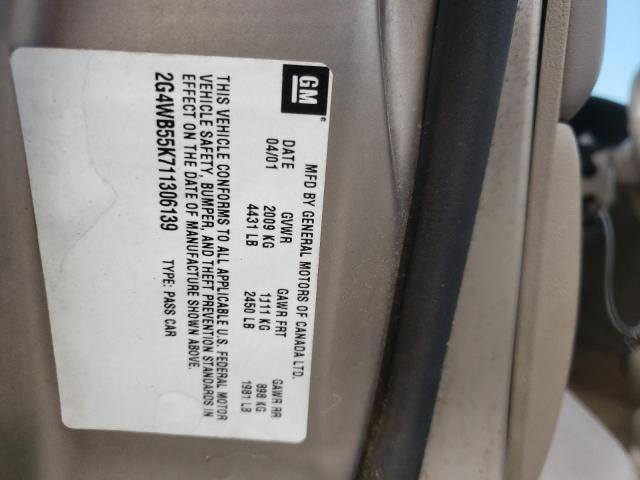 GM
MFD BY GENERAL MOTORS OF CANADA LTD.
DATE GVWR GAWR FRT GAWR RR
04/01 2009 KG 1111 KG 898 KG
4431 LB 2450 LB 1981 LB
THIS VEHICLE CONFORMS TO ALL APPLICABLE U.S. FEDERAL MOTOR
VEHICLE SAFETY, BUMPER, AND THEFT PREVENTION STANDARDS IN
EFFECT ON THE DATE OF MANUFACTURE SHOWN ABOVE.
2G4WB55K711306139 TYPE: PASS CAR